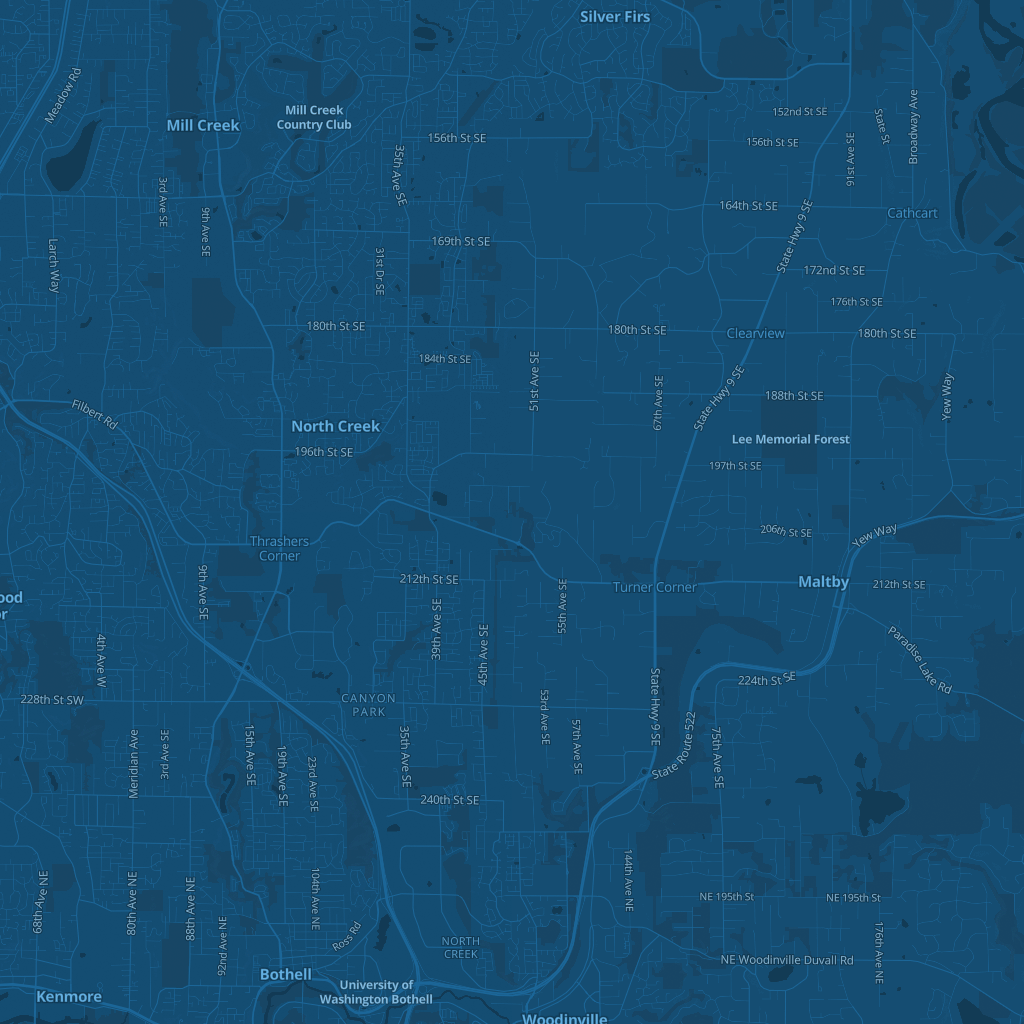 Silver Firs
Meadow Rd
Mill Creek
Mill Creek
Country Club
152nd St SE
State St
Broadway Ave
156th St SE
156th St SE
91st Ave SE
35th Ave SE
3rd Ave SE
9th Ave SE
164th St SE
Cathcart
State Hwy 9 SE
169th St SE
Larch Way
31st Dr SE
172nd St SE
176th St SE
180th St SE
180th St SE
Clearview
180th St SE
184th St SE
51st Ave SE
67th Ave SE
State Hwy 9 SE
188th St SE
Yew Way
Filbert Rd
North Creek
Lee Memorial Forest
196th St SE
197th St SE
206th St SE
Yew Way
Thrashers
Corner
9th Ave SE
212th St SE
55th Ave SE
Turner Corner
Maltby
212th St SE
ood
or
39th Ave SE
45th Ave SE
4th Ave W
Paradise Lake Rd
224th St SE
228th St SW
CANYON
PARK
53rd Ave SE
State Hwy 9 SE
State Route 522
57th Ave SE
75th Ave SE
Meridian Ave
3rd Ave SE
15th Ave SE
19th Ave SE
23rd Ave SE
35th Ave SE
240th St SE
68th Ave NE
80th Ave NE
88th Ave NE
92nd Ave NE
104th Ave NE
144th Ave NE
NE 195th St
NE 195th St
Ross Rd
NORTH
CREEK
176th Ave NE
NE Woodinville Duvall Rd
Bothell
University of
Washington Bothell
Kenmore
Woodinville